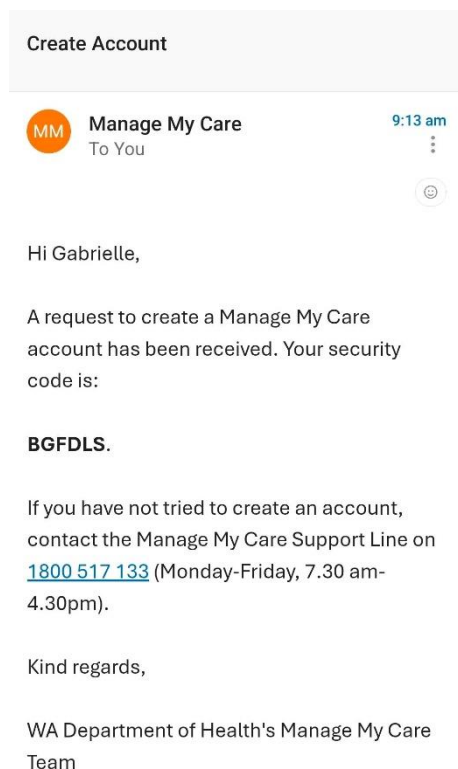 Create Account
MM
Manage My Care
9:13 am
To You
Hi Gabrielle,
A request to create a Manage My Care
account has been received. Your security
code is:
BGFDLS.
If you have not tried to create an account,
contact the Manage My Care Support Line on
1800 517 133 (Monday-Friday, 7.30 am-
4.30pm).
Kind regards,
WA Department of Health's Manage My Care
Team